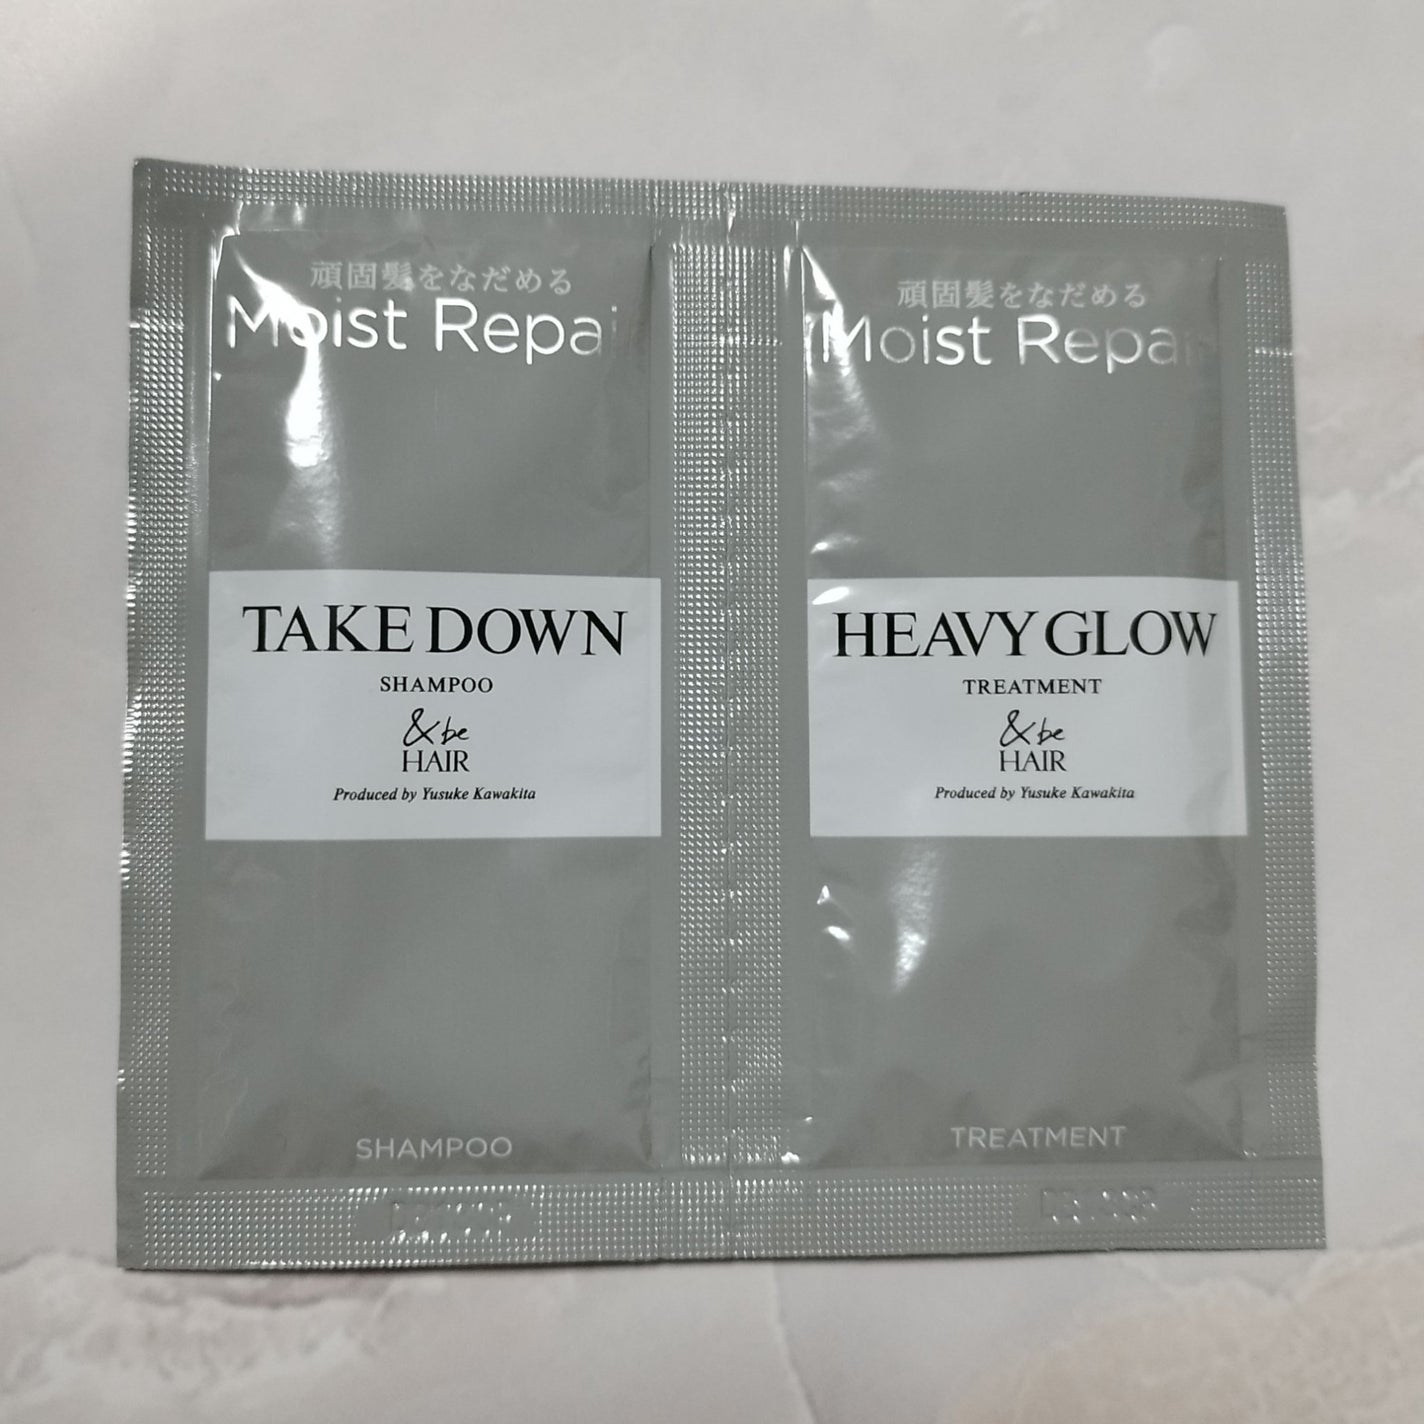 頑固髪をなだめる
Moist Repair
TAKE DOWN
SHAMPOO
&be
HAIR
Produced by Yusuke Kawakita
SHAMPOO
頑固髪をなだめる
Moist Repair
HEAVY GLOW
TREATMENT
&be
HAIR
Produced by Yusuke Kawakita
TREATMENT